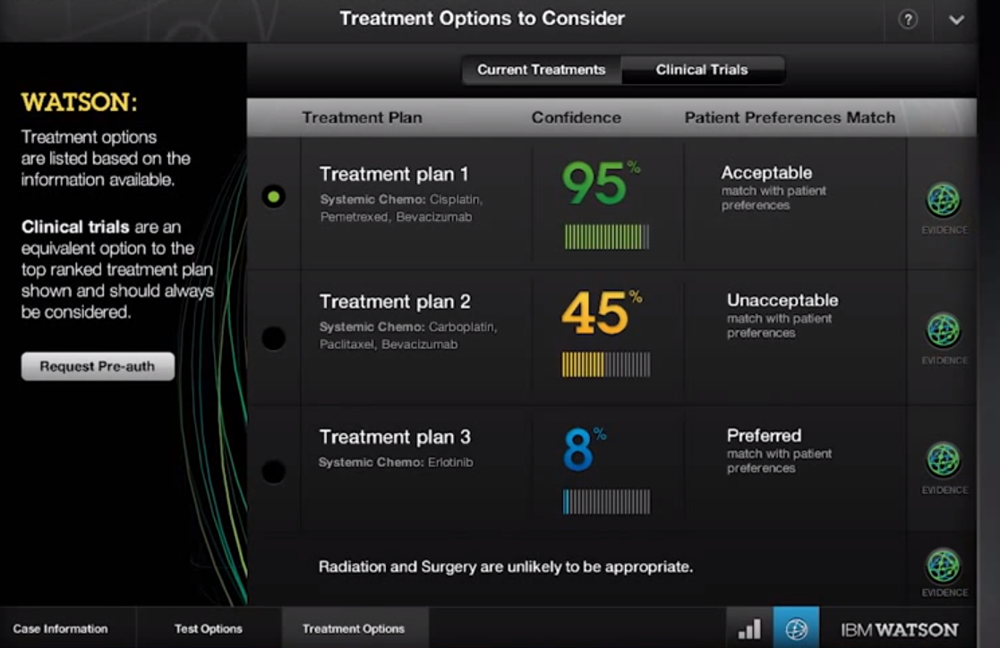 Treatment Options to Consider
?
Current Treatments
Clinical Trials
WATSON:
Treatment options
are listed based on the
information available.
Clinical trials are an
equivalent option to the
top ranked treatment plan
shown and should always
be considered.
Request Pre-auth
Treatment Plan
Confidence
Patient Preferences Match
Treatment plan 1
Systemic Chemo: Cisplatin,
Pemetrexed, Bevacizumab
95%
Acceptable
match with patient
preferences
EVIDENCE
Treatment plan 2
Systemic Chemo: Carboplatin,
Paclitaxel, Bevacizumab
45%
Unacceptable
match with patient
preferences
EVIDENCE
Treatment plan 3
Systemic Chemo: Erlotinib
8%
Preferred
match with patient
preferences
EVIDENCE
Radiation and Surgery are unlikely to be appropriate.
EVIDENCE
Case Information
Test Options
Treatment Options
IBM WATSON